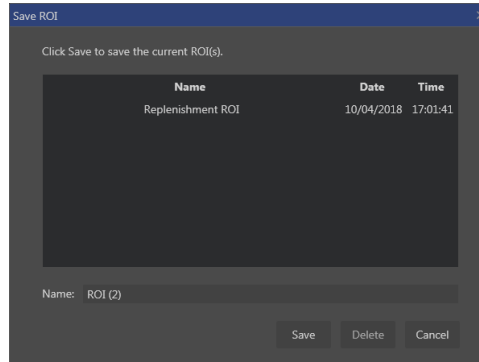 Save ROI
Click Save to save the current ROI(s).
Name Date Time
Replenishment ROI 10/04/2018 17:01:41
Name: ROI (2)
Save Delete Cancel